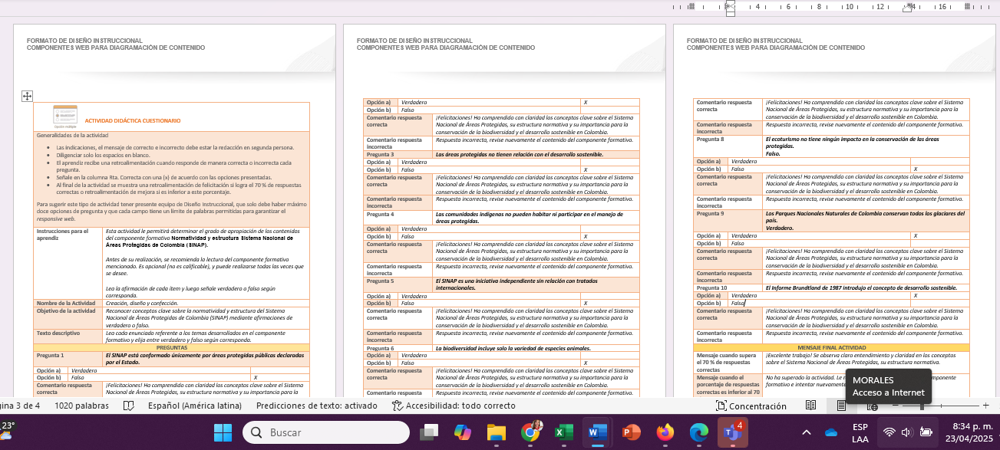 4 6 8 10 12 14 16
FORMATO DE DISEÑO INSTRUCCIONAL
COMPONENTES WEB PARA DIAGRAMACIÓN DE CONTENIDO
Opción múltiple
ACTIVIDAD DIDÁCTICA CUESTIONARIO
Generalidades de la actividad
• Las indicaciones, el mensaje de correcto e incorrecto debe estar la redacción en segunda persona.
• Diligenciar solo los espacios en blanco.
• El aprendiz recibe una retroalimentación cuando responde de manera correcta o incorrecta cada
pregunta.
• Señale en la columna Rta. Correcta con una (x) de acuerdo con las opciones presentadas.
• Al final de la actividad se muestra una retroalimentación de felicitación si logra el 70 % de respuestas
correctas o retroalimentación de mejora si es inferior a este porcentaje.
Para sugerir este tipo de actividad tener presente equipo de Diseño Instruccional, que solo debe haber máximo
doce opciones de pregunta y que cada campo tiene un límite de palabras permitidas para garantizar el
responsive web.
Instrucciones para el
aprendiz
Esta actividad le permitirá determinar el grado de apropiación de los contenidos
del componente formativo Normatividad y estructura Sistema Nacional de
Áreas Protegidas de Colombia (SINAP).
Antes de su realización, se recomienda la lectura del componente formativo
mencionado. Es opcional (no es calificable), y puede realizarse todas las veces que
se desee.
Lea la afirmación de cada ítem y luego señale verdadero o falso según
corresponda.
Nombre de la Actividad Creación, diseño y confección.
Objetivo de la actividad
Reconocer conceptos clave sobre la normatividad y estructura del Sistema
Nacional de Áreas Protegidas de Colombia (SINAP) mediante afirmaciones de
verdadero o falso.
Texto descriptivo
Lea cada enunciado referente a los temas desarrollados en el componente
formativo y elija entre verdadero y falso según corresponda.
PREGUNTAS
Pregunta 1
El SINAP está conformado únicamente por áreas protegidas públicas declaradas
por el Estado.
Opción a) Verdadero
Opción b) Falso X
Comentario respuesta
correcta
¡Felicitaciones! Ha comprendido con claridad los conceptos clave sobre el Sistema
Nacional de Áreas Protegidas, su estructura normativa y su importancia para la
FORMATO DE DISEÑO INSTRUCCIONAL
COMPONENTES WEB PARA DIAGRAMACIÓN DE CONTENIDO
Opción a) Verdadero X
Opción b) Falso
Comentario respuesta
correcta
¡Felicitaciones! Ha comprendido con claridad los conceptos clave sobre el Sistema
Nacional de Áreas Protegidas, su estructura normativa y su importancia para la
conservación de la biodiversidad y el desarrollo sostenible en Colombia.
Comentario respuesta
incorrecta
Respuesta incorrecta, revise nuevamente el contenido del componente formativo.
Pregunta 3 Las áreas protegidas no tienen relación con el desarrollo sostenible.
Opción a) Verdadero
Opción b) Falso X
Comentario respuesta
correcta
¡Felicitaciones! Ha comprendido con claridad los conceptos clave sobre el Sistema
Nacional de Áreas Protegidas, su estructura normativa y su importancia para la
conservación de la biodiversidad y el desarrollo sostenible en Colombia.
Comentario respuesta
incorrecta
Respuesta incorrecta, revise nuevamente el contenido del componente formativo.
Pregunta 4
Las comunidades indígenas no pueden habitar ni participar en el manejo de
áreas protegidas.
Opción a) Verdadero
Opción b) Falso X
Comentario respuesta
correcta
¡Felicitaciones! Ha comprendido con claridad los conceptos clave sobre el Sistema
Nacional de Áreas Protegidas, su estructura normativa y su importancia para la
conservación de la biodiversidad y el desarrollo sostenible en Colombia.
Comentario respuesta
incorrecta
Respuesta incorrecta, revise nuevamente el contenido del componente formativo.
Pregunta 5
El SINAP es una iniciativa independiente sin relación con tratados
internacionales.
Opción a) Verdadero
Opción b) Falso X
Comentario respuesta
correcta
¡Felicitaciones! Ha comprendido con claridad los conceptos clave sobre el Sistema
Nacional de Áreas Protegidas, su estructura normativa y su importancia para la
conservación de la biodiversidad y el desarrollo sostenible en Colombia.
Comentario respuesta
incorrecta
Respuesta incorrecta, revise nuevamente el contenido del componente formativo.
Pregunta 6 La biodiversidad incluye solo la variedad de especies animales.
Opción a) Verdadero
Opción b) Falso X
Comentario respuesta
correcta
¡Felicitaciones! Ha comprendido con claridad los conceptos clave sobre el Sistema
Nacional de Áreas Protegidas, su estructura normativa y su importancia para la
conservación de la biodiversidad y el desarrollo sostenible en Colombia.
Comentario respuesta
Respuesta incorrecta, revise nuevamente el contenido del componente formativo.
FORMATO DE DISEÑO INSTRUCCIONAL
COMPONENTES WEB PARA DIAGRAMACIÓN DE CONTENIDO
Comentario respuesta
correcta
¡Felicitaciones! Ha comprendido con claridad los conceptos clave sobre el Sistema
Nacional de Áreas Protegidas, su estructura normativa y su importancia para la
conservación de la biodiversidad y el desarrollo sostenible en Colombia.
Comentario respuesta
incorrecta
Respuesta incorrecta, revise nuevamente el contenido del componente formativo.
Pregunta 8
El ecoturismo no tiene ningún impacto en la conservación de las áreas
protegidas.
Falso.
Opción a) Verdadero
Opción b) Falso X
Comentario respuesta
correcta
¡Felicitaciones! Ha comprendido con claridad los conceptos clave sobre el Sistema
Nacional de Áreas Protegidas, su estructura normativa y su importancia para la
conservación de la biodiversidad y el desarrollo sostenible en Colombia.
Comentario respuesta
incorrecta
Respuesta incorrecta, revise nuevamente el contenido del componente formativo.
Pregunta 9
Los Parques Nacionales Naturales de Colombia conservan todos los glaciares del
país.
Verdadero.
Opción a) Verdadero X
Opción b) Falso
Comentario respuesta
correcta
¡Felicitaciones! Ha comprendido con claridad los conceptos clave sobre el Sistema
Nacional de Áreas Protegidas, su estructura normativa y su importancia para la
conservación de la biodiversidad y el desarrollo sostenible en Colombia.
Comentario respuesta
incorrecta
Respuesta incorrecta, revise nuevamente el contenido del componente formativo.
Pregunta 10 El Informe Brundtland de 1987 introdujo el concepto de desarrollo sostenible.
Opción a) Verdadero X
Opción b) Falso
Comentario respuesta
correcta
¡Felicitaciones! Ha comprendido con claridad los conceptos clave sobre el Sistema
Nacional de Áreas Protegidas, su estructura normativa y su importancia para la
conservación de la biodiversidad y el desarrollo sostenible en Colombia.
Comentario respuesta
incorrecta
Respuesta incorrecta, revise nuevamente el contenido del componente formativo.
MENSAJE FINAL ACTIVIDAD
Mensaje cuando supera
el 70 % de respuestas
correctas
¡Excelente trabajo! Se observa claro entendimiento y claridad en los conceptos
sobre el Sistema Nacional de Áreas Protegidas, su estructura normativa.
Mensaje cuando el
porcentaje de respuestas
correctas es inferior al 70
No ha superado la actividad. Le
formativo e intentar nuevamen
MORALES
Acceso a Internet
gina 3 de 4 1020 palabras Español (América latina) Predicciones de texto: activado Accesibilidad: todo correcto Concentración
23°
Buscar
4
ESP
LAA
8:34 p. m.
23/04/2025